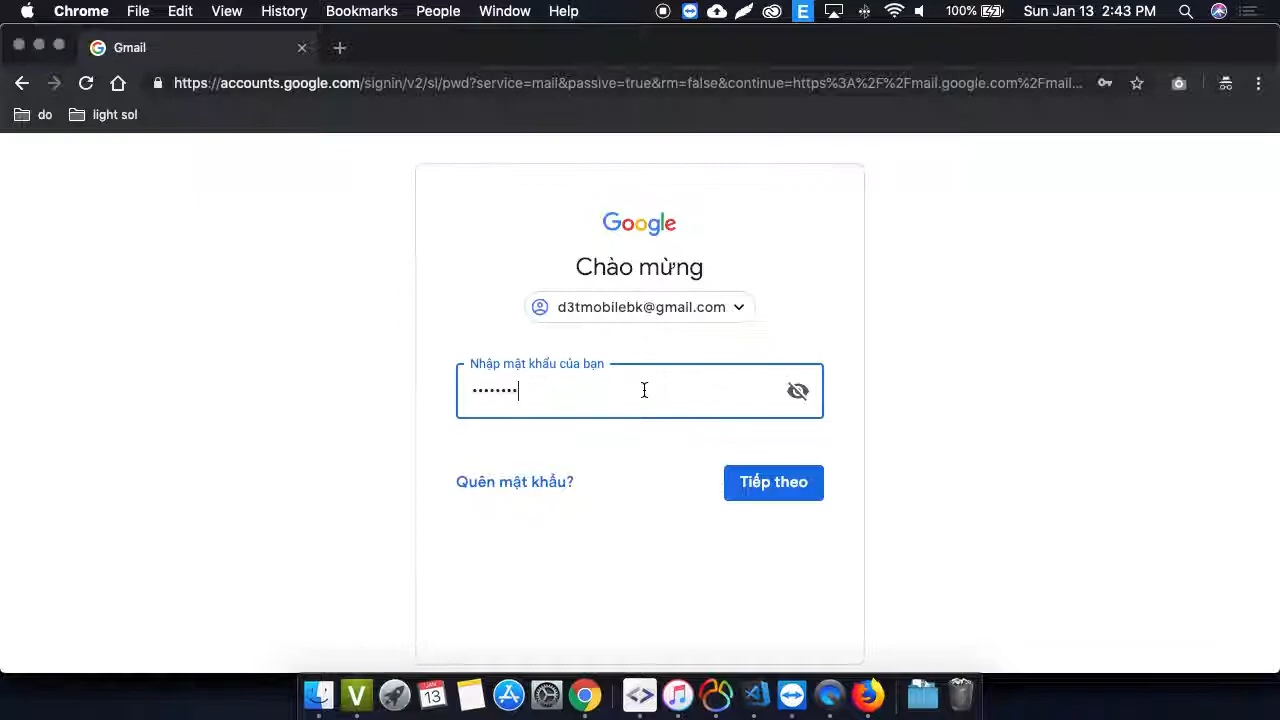 Chrome File Edit View History Bookmarks People Window Help E 100% Sun Jan 13 2:43 PM
Gmail
https://accounts.google.com/signin/v2/sl/pwd?service=mail&passive=true&rm=false&continue=https%3A%2F%2Fmail.google.com%2Fmail...
do light sol
Google
Chào mừng
d3tmobilebk@gmail.com
Nhập mật khẩu của bạn
••••••••
Quên mật khẩu? Tiếp theo
V JAN 13